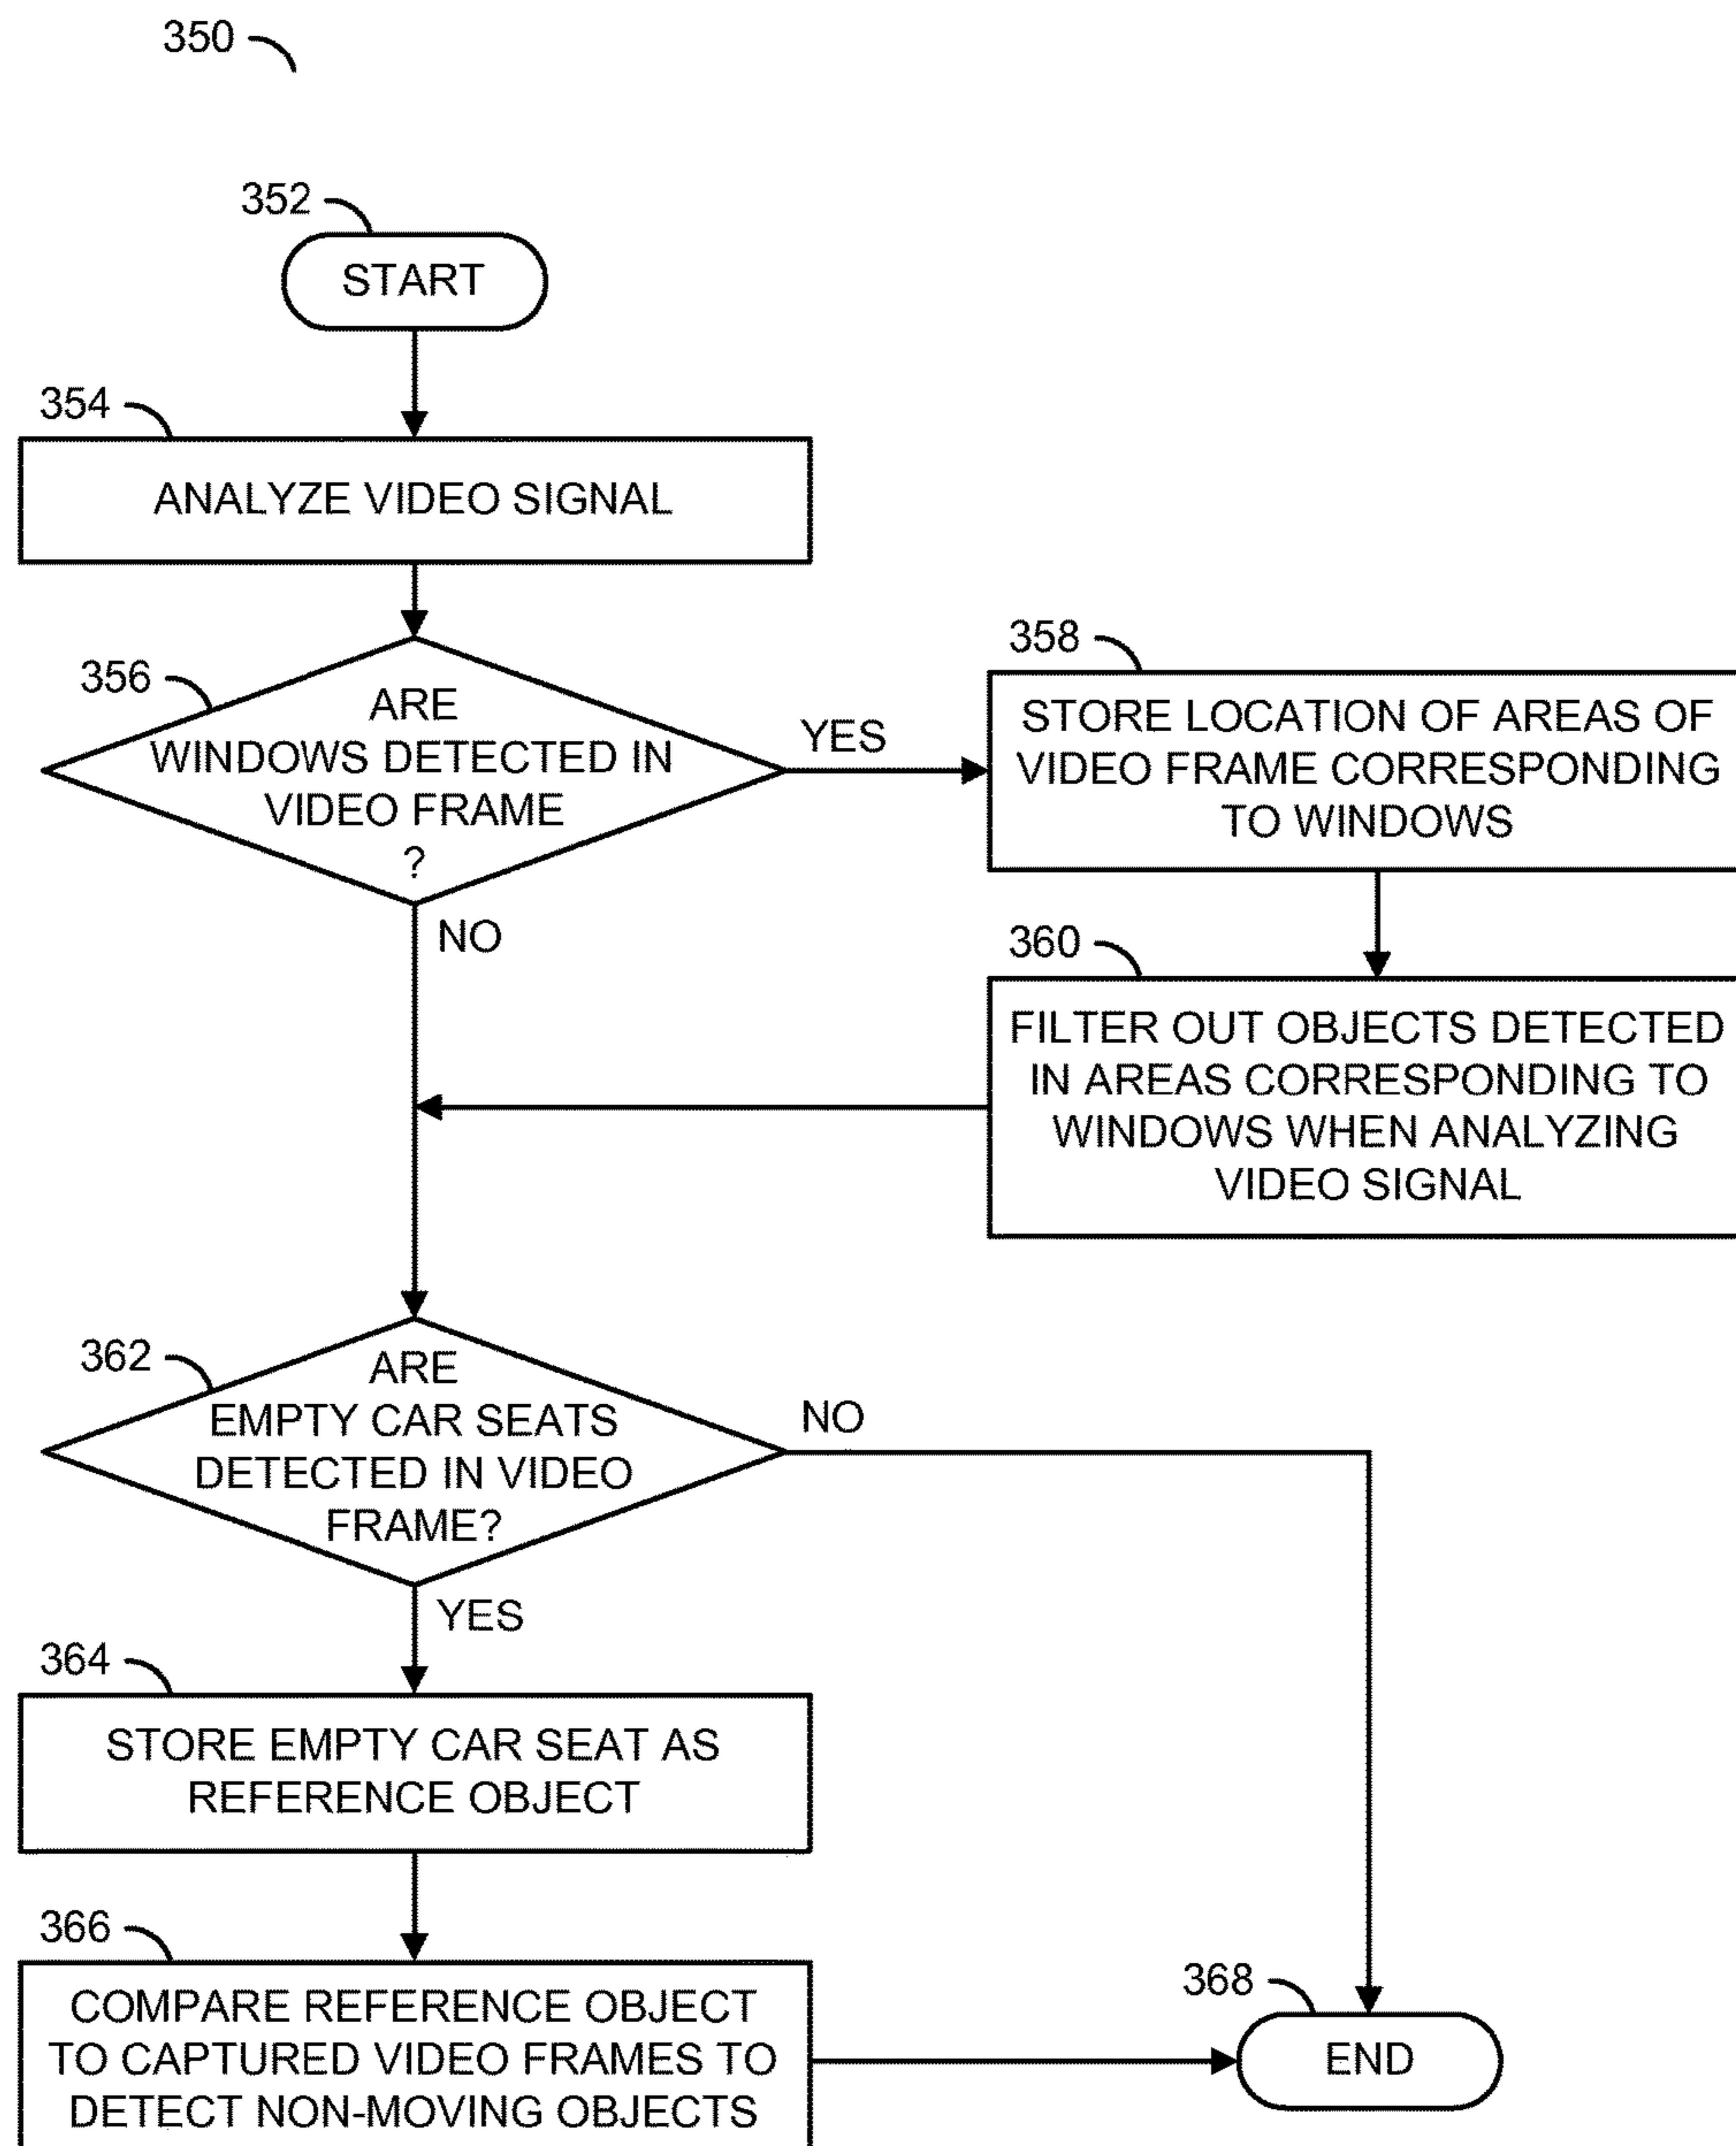 350
352
START
354
ANALYZE VIDEO SIGNAL
356
ARE
WINDOWS DETECTED IN
VIDEO FRAME
?
YES
NO
358
STORE LOCATION OF AREAS OF
VIDEO FRAME CORRESPONDING
TO WINDOWS
360
FILTER OUT OBJECTS DETECTED
IN AREAS CORRESPONDING TO
WINDOWS WHEN ANALYZING
VIDEO SIGNAL
362
ARE
EMPTY CAR SEATS
DETECTED IN VIDEO
FRAME?
NO
YES
364
STORE EMPTY CAR SEAT AS
REFERENCE OBJECT
366
COMPARE REFERENCE OBJECT
TO CAPTURED VIDEO FRAMES TO
DETECT NON-MOVING OBJECTS
368
END